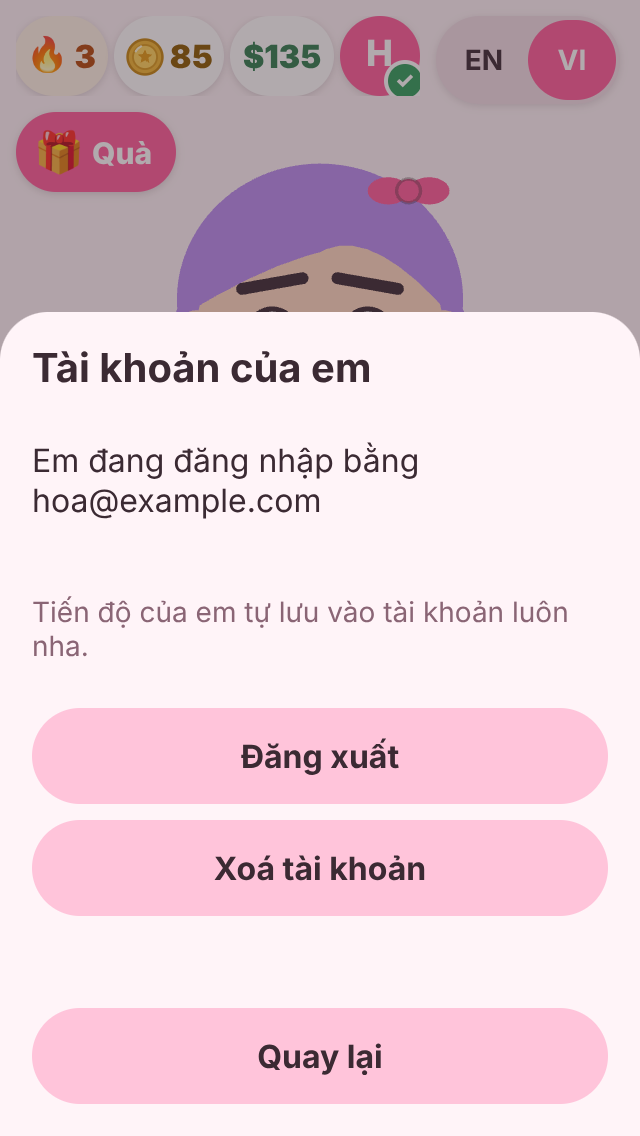 3
85
$135
H
EN
VI
Quà
Tài khoản của em
Em đang đăng nhập bằng
hoa@example.com
Tiến độ của em tự lưu vào tài khoản luôn
nha.
Đăng xuất
Xoá tài khoản
Quay lại